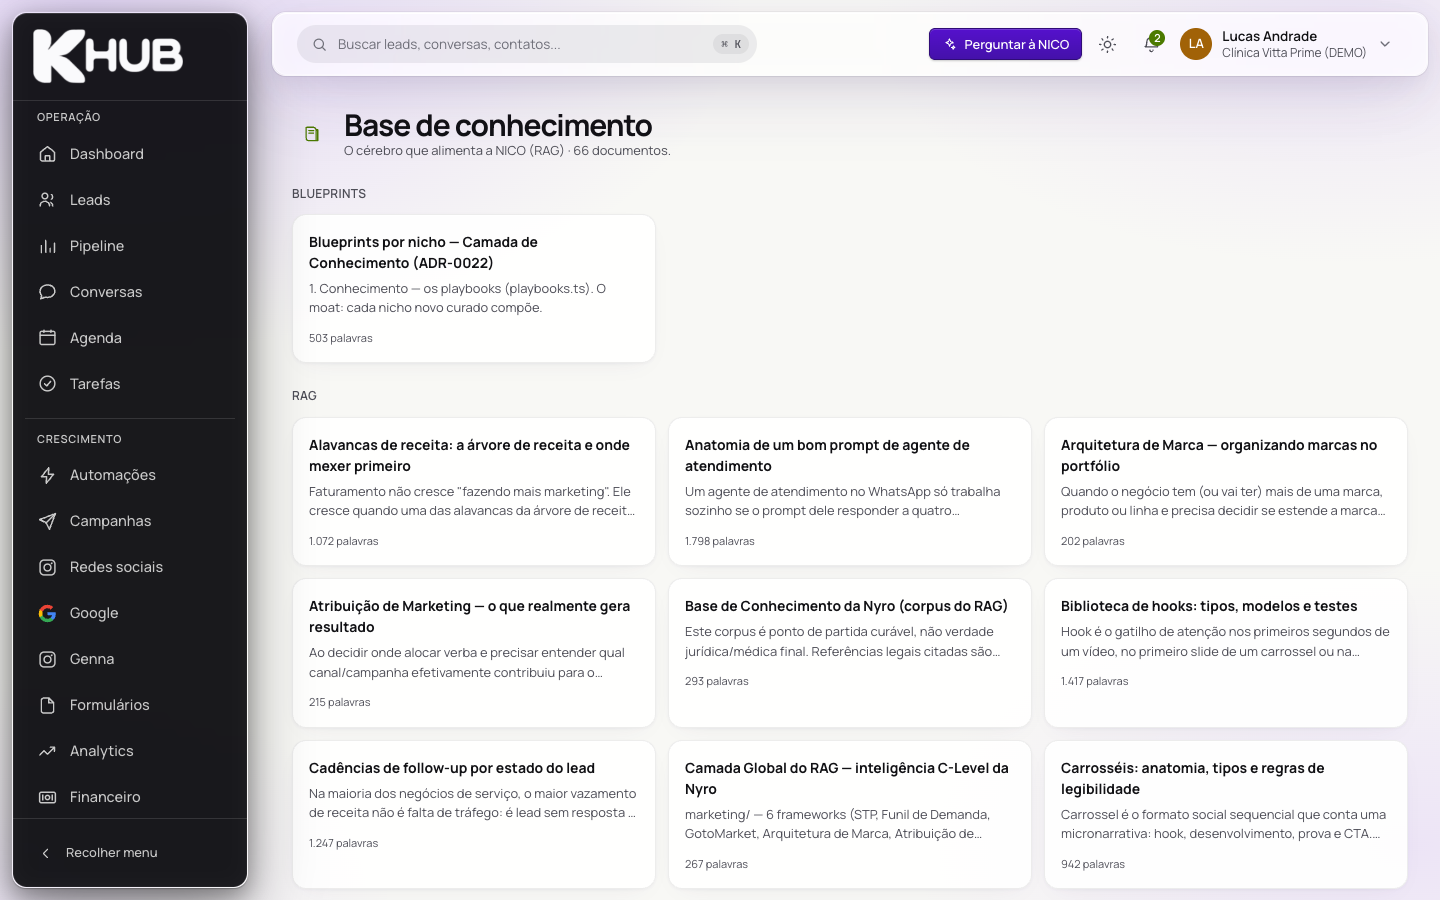 KHUB
OPERAÇÃO
Dashboard
Leads
Pipeline
Conversas
Agenda
Tarefas
CRESCIMENTO
Automações
Campanhas
Redes sociais
Google
Genna
Formulários
Analytics
Financeiro
Recolher menu
Buscar leads, conversas, contatos...
⌘ K
Perguntar à NICO
2
LA
Lucas Andrade
Clínica Vitta Prime (DEMO)
Base de conhecimento
O cérebro que alimenta a NICO (RAG) · 66 documentos.
BLUEPRINTS
Blueprints por nicho — Camada de
Conhecimento (ADR-0022)
1. Conhecimento — os playbooks (playbooks.ts). O
moat: cada nicho novo curado compõe.
503 palavras
RAG
Alavancas de receita: a árvore de receita e onde
mexer primeiro
Faturamento não cresce "fazendo mais marketing". Ele
cresce quando uma das alavancas da árvore de receit...
1.072 palavras
Anatomia de um bom prompt de agente de
atendimento
Um agente de atendimento no WhatsApp só trabalha
sozinho se o prompt dele responder a quatro...
1.798 palavras
Arquitetura de Marca — organizando marcas no
portfólio
Quando o negócio tem (ou vai ter) mais de uma marca,
produto ou linha e precisa decidir se estende a marca...
202 palavras
Atribuição de Marketing — o que realmente gera
resultado
Ao decidir onde alocar verba e precisar entender qual
canal/campanha efetivamente contribuiu para o...
215 palavras
Base de Conhecimento da Nyro (corpus do RAG)
Este corpus é ponto de partida curável, não verdade
jurídica/médica final. Referências legais citadas são...
293 palavras
Biblioteca de hooks: tipos, modelos e testes
Hook é o gatilho de atenção nos primeiros segundos de
um vídeo, no primeiro slide de um carrossel ou na...
1.417 palavras
Cadências de follow-up por estado do lead
Na maioria dos negócios de serviço, o maior vazamento
de receita não é falta de tráfego: é lead sem resposta ...
1.247 palavras
Camada Global do RAG — inteligência C-Level da
Nyro
marketing/ — 6 frameworks (STP, Funil de Demanda,
GotoMarket, Arquitetura de Marca, Atribuição de...
267 palavras
Carrosséis: anatomia, tipos e regras de
legibilidade
Carrossel é o formato social sequencial que conta uma
micronarrativa: hook, desenvolvimento, prova e CTA....
942 palavras